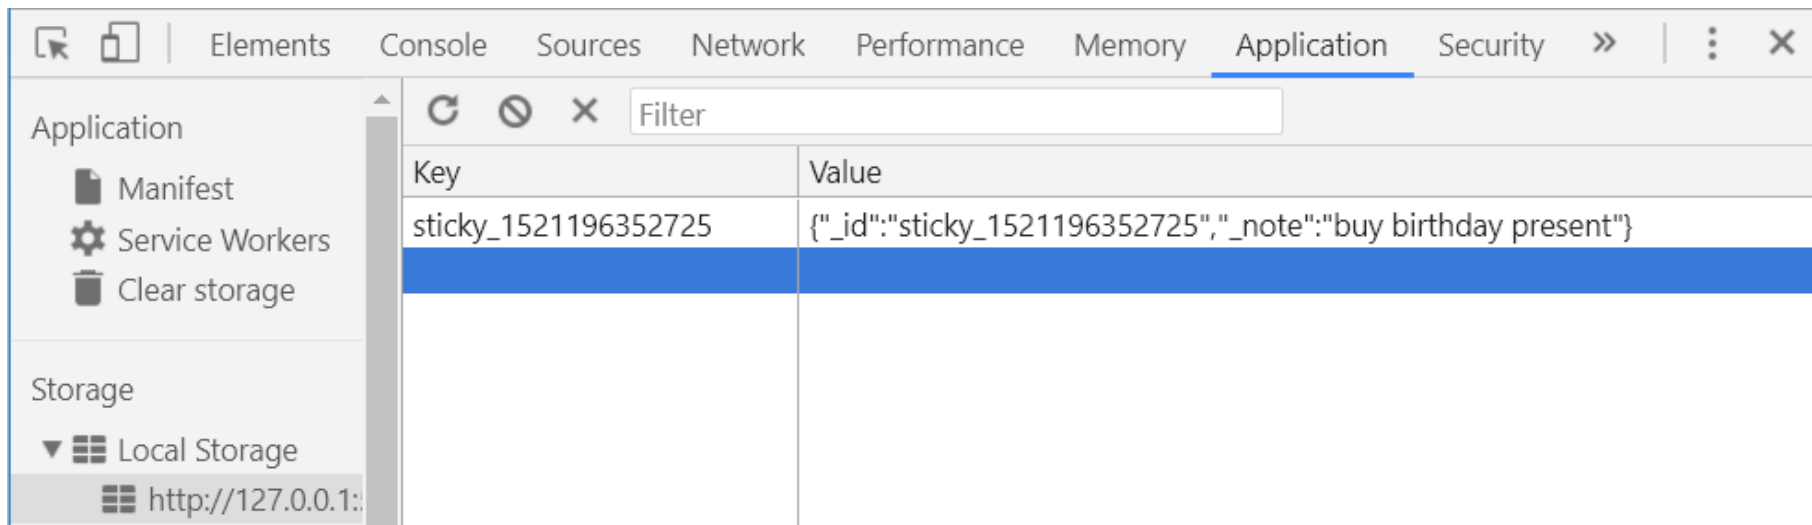 Elements Console Sources Network Performance Memory Application Security
Application
Manifest
Service Workers
Clear storage
Storage
Local Storage
http://127.0.0.1:
Filter
Key Value
sticky_1521196352725 {"_id":"sticky_1521196352725","_note":"buy birthday present"}